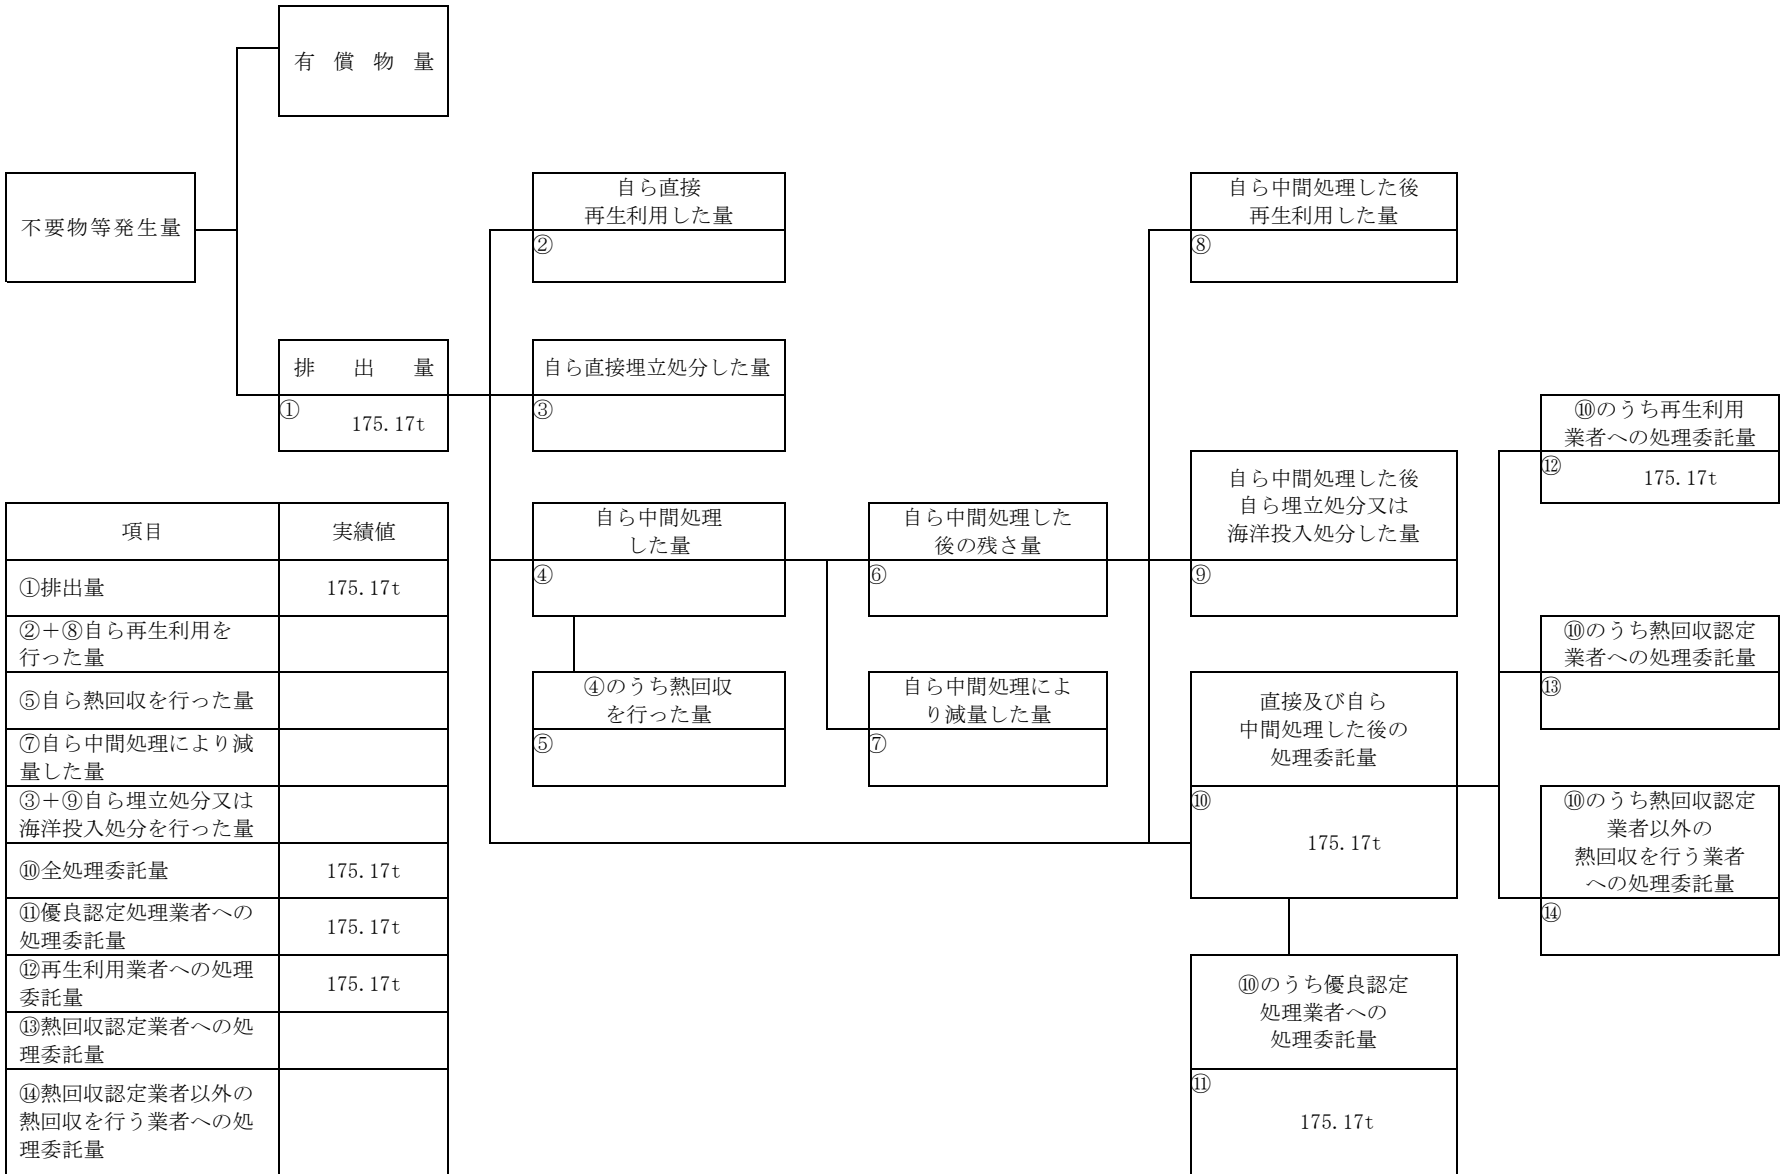 有償物量
不要物等発生量
排出量
①
175.17t
自ら直接
再生利用した量
②
自ら直接埋立処分した量
③
自ら中間処理
した量
④
④のうち熱回収
を行った量
⑤
自ら中間処理した
後の残さ量
⑥
自ら中間処理によ
り減量した量
⑦
自ら中間処理した後
再生利用した量
⑧
自ら中間処理した後
自ら埋立処分又は
海洋投入処分した量
⑨
直接及び自ら
中間処理した後の
処理委託量
⑩
175.17t
⑩のうち優良認定
処理業者への
処理委託量
⑪
175.17t
⑩のうち再生利用
業者への処理委託量
⑫
175.17t
⑩のうち熱回収認定
業者への処理委託量
⑬
⑩のうち熱回収認定
業者以外の
熱回収を行う業者
への処理委託量
⑭
項目 実績値
①排出量 175.17t
②＋⑧自ら再生利用を
行った量
⑤自ら熱回収を行った量
⑦自ら中間処理により減
量した量
③＋⑨自ら埋立処分又は
海洋投入処分を行った量
⑩全処理委託量 175.17t
⑪優良認定処理業者への
処理委託量 175.17t
⑫再生利用業者への処理
委託量 175.17t
⑬熱回収認定業者への処
理委託量
⑭熱回収認定業者以外の
熱回収を行う業者への処
理委託量